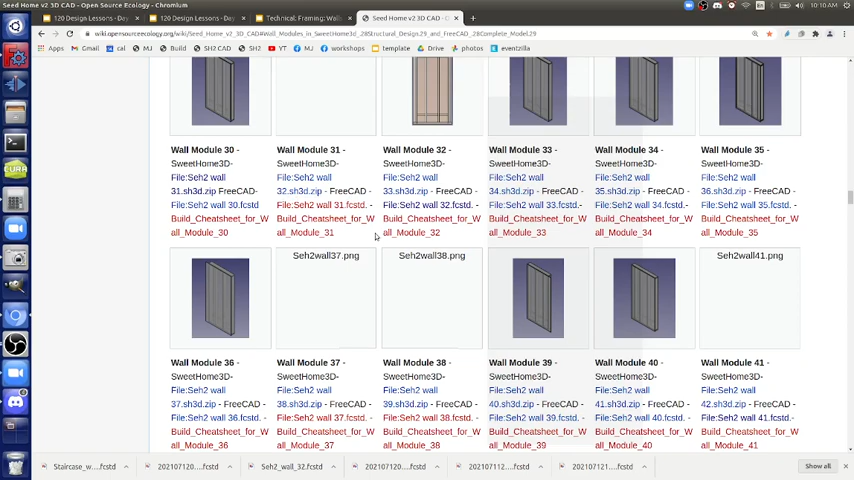 Seed Home v2 3D CAD - Open Source Ecology - Chromium
10:10 AM
120 Design Lessons - Day
120 Design Lessons - Day
Technical: Framing: Walls
Seed Home v2 3D CAD - Op
wiki.opensourceecology.org/wiki/Seed_Home_v2_3D_CAD#Wall_Modules_in_SweetHome3d_.28Structural_Design.29_and_FreeCAD_.28Complete_Model.29
Apps
Gmail
cal
MJ
Build
SH2 CAD
SH2
YT
MJ
workshops
template
Drive
photos
eventzilla
Wall Module 30 -
SweetHome3D-
File:Seh2 wall
31.sh3d.zip FreeCAD-
File:Seh2 wall 30.fcstd
Build_Cheatsheet_for_W
all_Module_30
Wall Module 31 -
SweetHome3D-
File:Seh2 wall
32.sh3d.zip - FreeCAD -
File:Seh2 wall 31.fcstd. -
Build_Cheatsheet_for_W
all_Module_31
Wall Module 32 -
SweetHome3D-
File:Seh2 wall
33.sh3d.zip - FreeCAD -
File:Seh2 wall 32.fcstd. -
Build_Cheatsheet_for_W
all_Module_32
Wall Module 33 -
SweetHome3D-
File:Seh2 wall
34.sh3d.zip - FreeCAD -
File:Seh2 wall 33.fcstd. -
Build_Cheatsheet_for_W
all_Module_33
Wall Module 34 -
SweetHome3D-
File:Seh2 wall
35.sh3d.zip - FreeCAD -
File:Seh2 wall 34.fcstd. -
Build_Cheatsheet_for_W
all_Module_34
Wall Module 35 -
SweetHome3D-
File:Seh2 wall
36.sh3d.zip - FreeCAD -
File:Seh2 wall 35.fcstd. -
Build_Cheatsheet_for_W
all_Module_35
Seh2wall37.png
Seh2wall38.png
Seh2wall41.png
Wall Module 36 -
SweetHome3D-
File:Seh2 wall
37.sh3d.zip - FreeCAD -
File:Seh2 wall 36.fcstd. -
Build_Cheatsheet_for_W
all_Module_36
Wall Module 37 -
SweetHome3D-
File:Seh2 wall
38.sh3d.zip - FreeCAD -
File:Seh2 wall 37.fcstd. -
Build_Cheatsheet_for_W
all_Module_37
Wall Module 38 -
SweetHome3D-
File:Seh2 wall
39.sh3d.zip - FreeCAD -
File:Seh2 wall 38.fcstd. -
Build_Cheatsheet_for_W
all_Module_38
Wall Module 39 -
SweetHome3D-
File:Seh2 wall
40.sh3d.zip - FreeCAD -
File:Seh2 wall 39.fcstd. -
Build_Cheatsheet_for_W
all_Module_39
Wall Module 40 -
SweetHome3D-
File:Seh2 wall
41.sh3d.zip - FreeCAD -
File:Seh2 wall 40.fcstd. -
Build_Cheatsheet_for_W
all_Module_40
Wall Module 41 -
SweetHome3D-
File:Seh2 wall
42.sh3d.zip - FreeCAD -
File:Seh2 wall 41.fcstd. -
Build_Cheatsheet_for_W
all_Module_41
Staircase_w....fcstd
202107120....fcstd
Seh2_wall_32.fcstd
202107120....fcstd
202107112....fcstd
202107121....fcstd
Show all